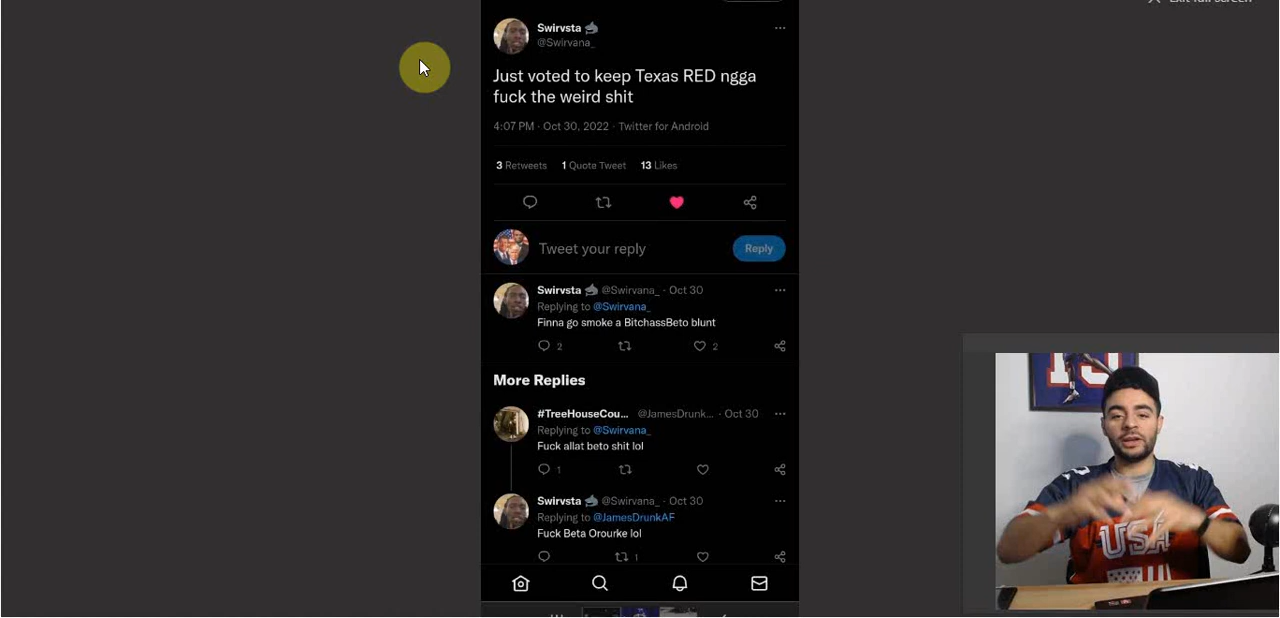 Exit full screen
Swirvsta
@Swirvana_
Just voted to keep Texas RED ngga
fuck the weird shit
4:07 PM · Oct 30, 2022 · Twitter for Android
3 Retweets 1 Quote Tweet 13 Likes
Tweet your reply
Reply
Swirvsta @Swirvana_ · Oct 30
Replying to @Swirvana_
Finna go smoke a BitchassBeto blunt
2 2
More Replies
#TreeHouseCou... @JamesDrunk... · Oct 30
Replying to @Swirvana_
Fuck allat beto shit lol
1
Swirvsta @Swirvana_ · Oct 30
Replying to @JamesDrunkAF
Fuck Beta Orourke lol
1
USA